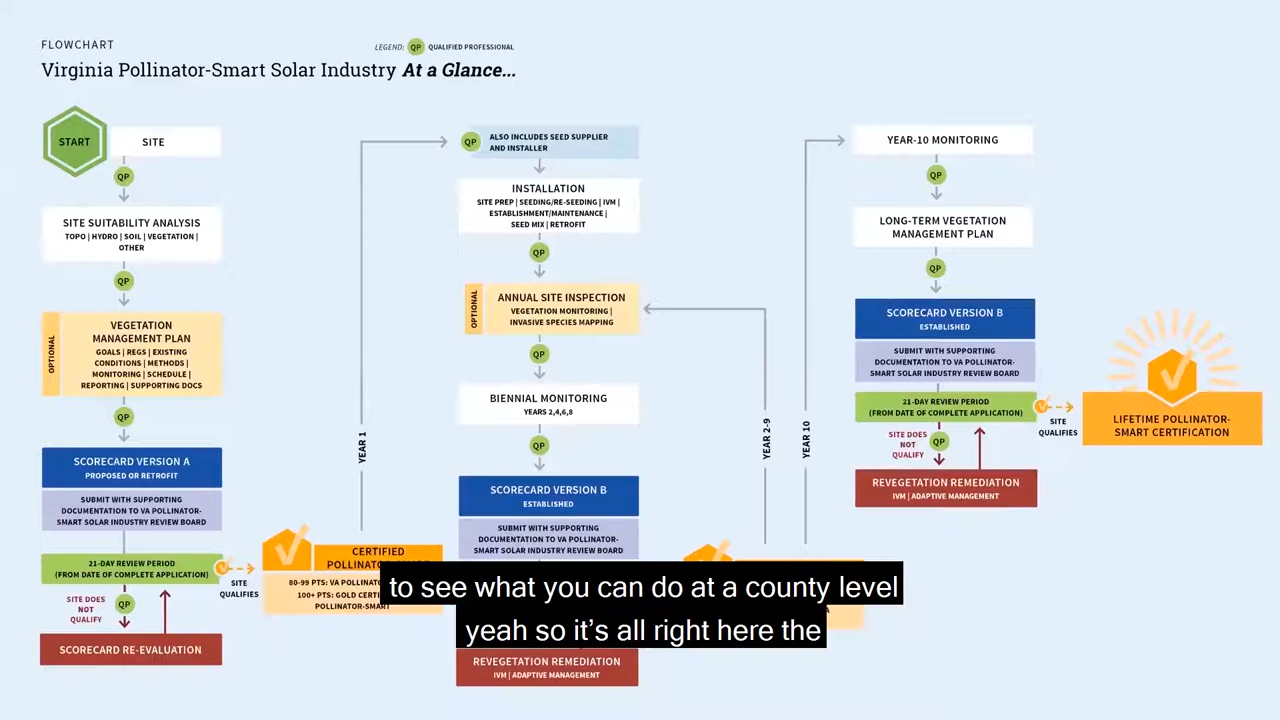 FLOWCHART
LEGEND: QP QUALIFIED PROFESSIONAL
Virginia Pollinator-Smart Solar Industry At a Glance...
START
SITE
QP
SITE SUITABILITY ANALYSIS
TOPO | HYDRO | SOIL | VEGETATION |
OTHER
QP
OPTIONAL
VEGETATION
MANAGEMENT PLAN
GOALS | REGS | EXISTING
CONDITIONS | METHODS |
MONITORING | SCHEDULE |
REPORTING | SUPPORTING DOCS
QP
SCORECARD VERSION A
PROPOSED OR RETROFIT
SUBMIT WITH SUPPORTING
DOCUMENTATION TO VA POLLINATOR-
SMART SOLAR INDUSTRY REVIEW BOARD
21-DAY REVIEW PERIOD
(FROM DATE OF COMPLETE APPLICATION)
SITE
QUALIFIES
SITE DOES
NOT
QUALIFY
QP
SCORECARD RE-EVALUATION
CERTIFIED
80-99 PTS: VA
100+ PTS: GOLD
POLLINATOR-SMART
YEAR 1
QP
ALSO INCLUDES SEED SUPPLIER
AND INSTALLER
INSTALLATION
SITE PREP | SEEDING/RE-SEEDING | IVM |
ESTABLISHMENT/MAINTENANCE |
SEED MIX | RETROFIT
QP
OPTIONAL
ANNUAL SITE INSPECTION
VEGETATION MONITORING |
INVASIVE SPECIES MAPPING
QP
BIENNIAL MONITORING
YEARS 2,4,6,8
QP
SCORECARD VERSION B
ESTABLISHED
SUBMIT WITH SUPPORTING
DOCUMENTATION TO VA POLLINATOR-
SMART SOLAR INDUSTRY REVIEW BOARD
REVEGETATION REMEDIATION
IVM | ADAPTIVE MANAGEMENT
YEAR 2-9
YEAR 10
YEAR-10 MONITORING
QP
LONG-TERM VEGETATION
MANAGEMENT PLAN
QP
SCORECARD VERSION B
ESTABLISHED
SUBMIT WITH SUPPORTING
DOCUMENTATION TO VA POLLINATOR-
SMART SOLAR INDUSTRY REVIEW BOARD
21-DAY REVIEW PERIOD
(FROM DATE OF COMPLETE APPLICATION)
SITE
QUALIFIES
SITE DOES
NOT
QUALIFY
QP
REVEGETATION REMEDIATION
IVM | ADAPTIVE MANAGEMENT
LIFETIME POLLINATOR-
SMART CERTIFICATION
to see what you can do at a county level
yeah so it's all right here the